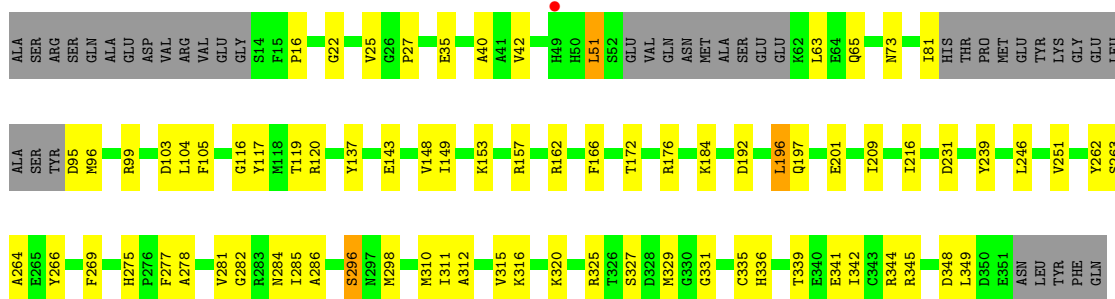 ALA SER ARG SER GLN ALA GLU ASP VAL ARG VAL GLU GLY S14 F15 P16 G22 V25 G26 P27 E35 A40 A41 V42 H49 H50 L51 S52 GLU VAL GLN ASN MET ALA SER GLU GLU K62 L63 E64 Q65 N73 I81 HIS THR PRO MET GLU TYR LYS GLY GLU LEU
ALA SER TYR D95 M96 R99 D103 L104 F105 G116 Y117 M118 T119 R120 Y137 E143 V148 I149 K153 R157 R162 F166 T172 R176 K184 D192 L196 Q197 E201 I209 I216 D231 Y239 L246 V251 Y262 S263
A264 E265 Y266 F269 H275 P276 F277 A278 V281 G282 R283 N284 I285 A286 S296 N297 M298 M310 I311 A312 V315 K316 K320 R325 T326 S327 D328 M329 G330 G331 C335 H336 T339 E340 E341 I342 C343 R344 R345 D348 L349 D350 E351 ASN LEU TYR PHE GLN